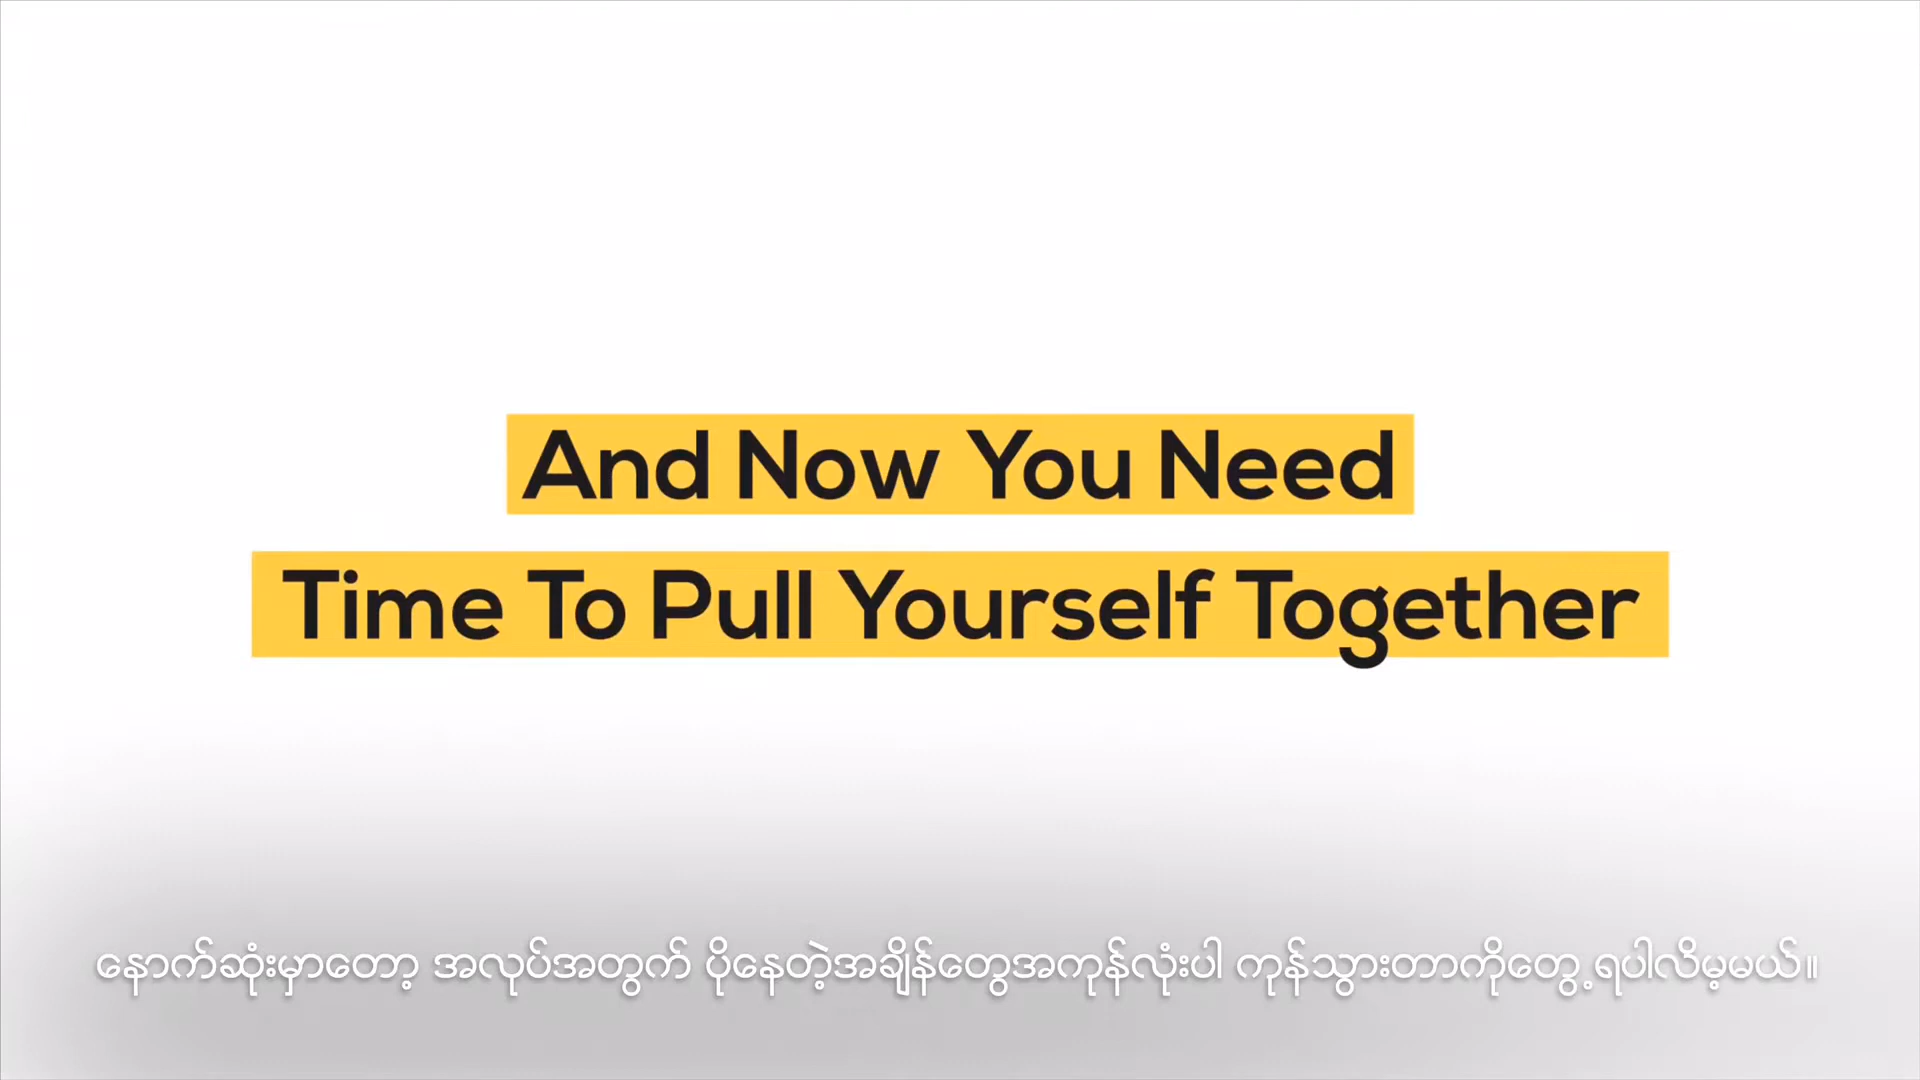 And Now You Need
Time To Pull Yourself Together
နောက်ဆုံးမှာတော့ အလုပ်အတွက် ပိုနေတဲ့အချိန်တွေအကုန်လုံးပါ ကုန်သွားတာကိုတွေ့ ရပါလိမ့မယ်။